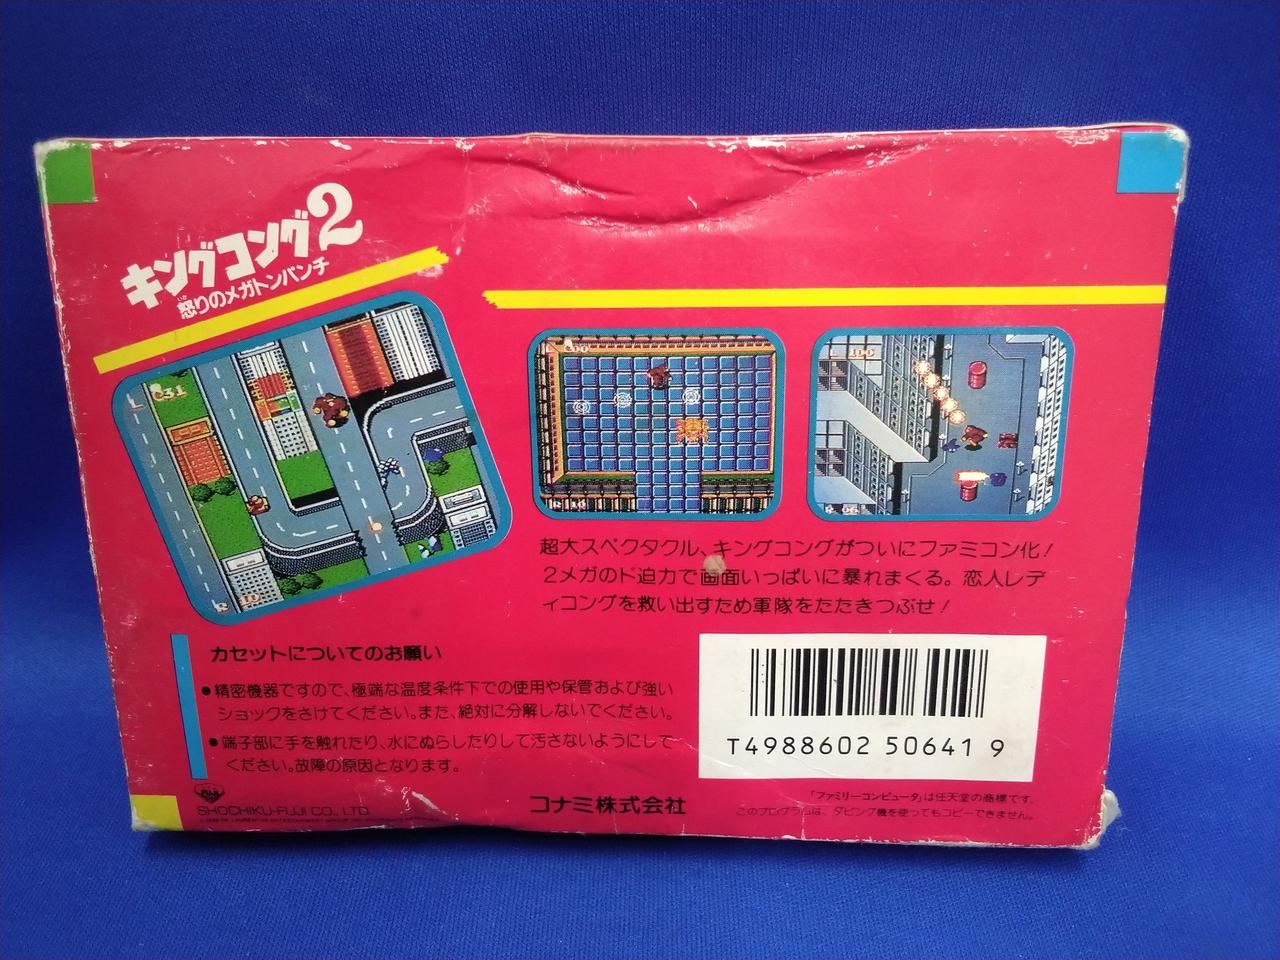 キングコング2
怒りのメガトンパンチ
いか
L 31
R 10
R 10
L 100
R 06
超大スペクタクル、キングコングがついにファミコン化!
2メガのド迫力で画面いっぱいに暴れまくる。恋人レデ
ィコングを救い出すため軍隊をたたきつぶせ!
カセットについてのお願い
●精密機器ですので、極端な温度条件下での使用や保管および強い
ショックをさけてください。また、絶対に分解しないでください。
●端子部に手を触れたり、水にぬらしたりして汚さないようにして
ください。故障の原因となります。
T4988602 50641 9
FUJI
SHOCHIKU-FUJI CO., LTD.
コナミ株式会社
「ファミリーコンピュータ」は任天堂の商標です。
このプログラムは、ダビング機を使ってもコピーできません。